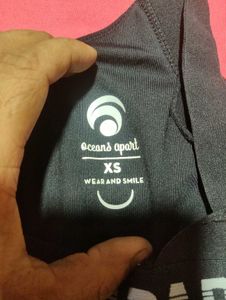 oceans apart
XS
WEAR AND SMILE